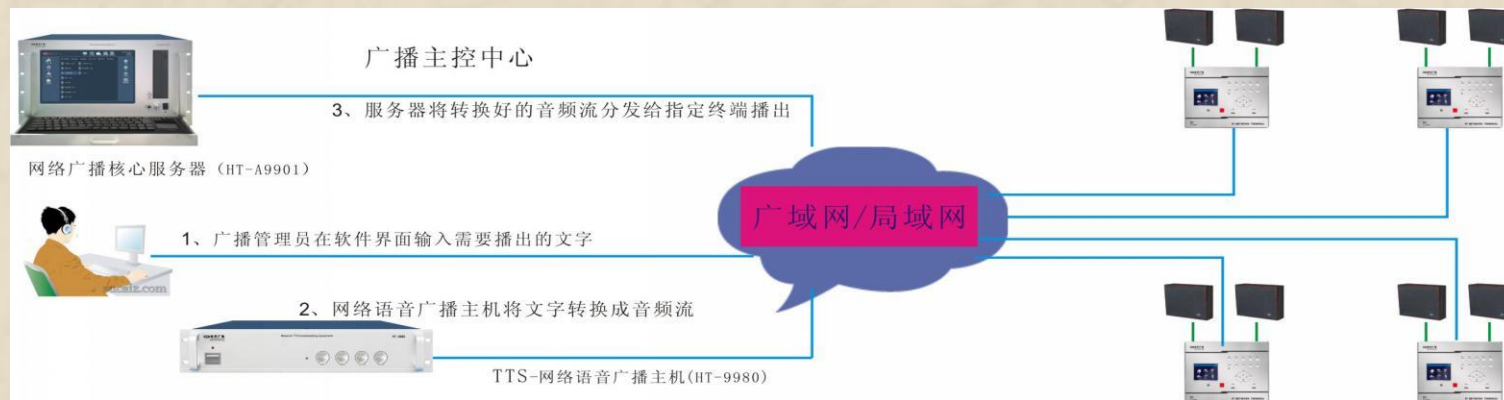 广播主控中心
3、服务器将转换好的音频流分发给指定终端播出
网络广播核心服务器（HT-A9901）
广域网/局域网
1、广播管理员在软件界面输入需要播出的文字
2、网络语音广播主机将文字转换成音频流
TTS-网络语音广播主机(HT-9980)